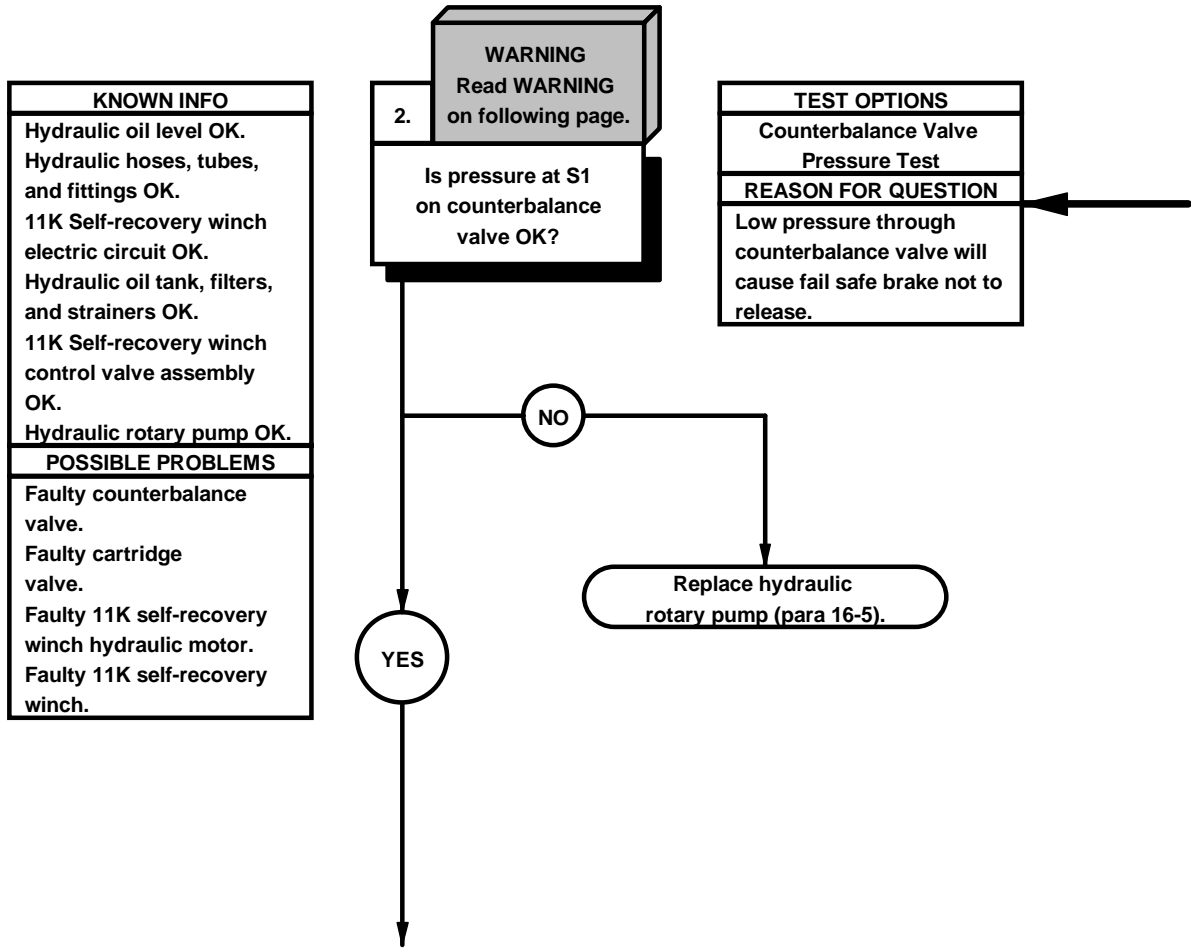 KNOWN INFO
Hydraulic oil level OK.
Hydraulic hoses, tubes,
and fittings OK.
11K Self-recovery winch
electric circuit OK.
Hydraulic oil tank, filters,
and strainers OK.
11K Self-recovery winch
control valve assembly
OK.
Hydraulic rotary pump OK.
POSSIBLE PROBLEMS
Faulty counterbalance
valve.
Faulty cartridge
valve.
Faulty 11K self-recovery
winch hydraulic motor.
Faulty 11K self-recovery
winch.
WARNING
Read WARNING
on following page.
2.
Is pressure at S1
on counterbalance
valve OK?
TEST OPTIONS
Counterbalance Valve
Pressure Test
REASON FOR QUESTION
Low pressure through
counterbalance valve will
cause fail safe brake not to
release.
NO
Replace hydraulic
rotary pump (para 16-5).
YES